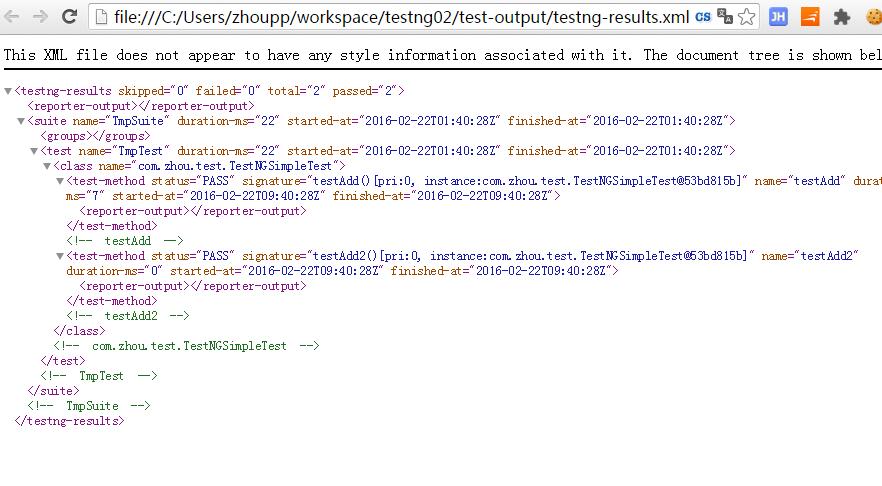 file:///C:/Users/zhoupp/workspace/testng02/test-output/testng-results.xml CS JH
This XML file does not appear to have any style information associated with it. The document tree is shown bel
▼<testng-results skipped="0" failed="0" total="2" passed="2">
<reporter-output></reporter-output>
▼<suite name="TmpSuite" duration-ms="22" started-at="2016-02-22T01:40:28Z" finished-at="2016-02-22T01:40:28Z">
<groups></groups>
▼<test name="TmpTest" duration-ms="22" started-at="2016-02-22T01:40:28Z" finished-at="2016-02-22T01:40:28Z">
▼<class name="com.zhou.test.TestNGSimpleTest">
▼<test-method status="PASS" signature="testAdd()[pri:0, instance:com.zhou.test.TestNGSimpleTest@53bd815b]" name="testAdd" durat
ms="7" started-at="2016-02-22T09:40:28Z" finished-at="2016-02-22T09:40:28Z">
<reporter-output></reporter-output>
</test-method>
<!-- testAdd -->
▼<test-method status="PASS" signature="testAdd2()[pri:0, instance:com.zhou.test.TestNGSimpleTest@53bd815b]" name="testAdd2"
duration-ms="0" started-at="2016-02-22T09:40:28Z" finished-at="2016-02-22T09:40:28Z">
<reporter-output></reporter-output>
</test-method>
<!-- testAdd2 -->
</class>
<!-- com.zhou.test.TestNGSimpleTest -->
</test>
<!-- TmpTest -->
</suite>
<!-- TmpSuite -->
</testng-results>